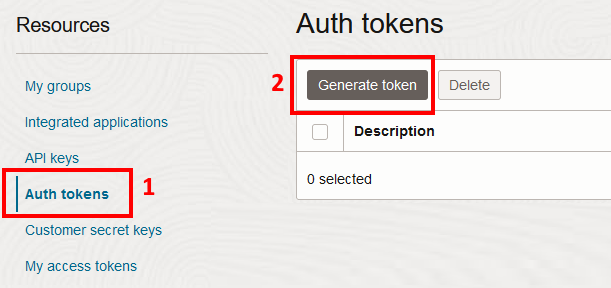 Resources
My groups
Integrated applications
API keys
Auth tokens
1
Customer secret keys
My access tokens
Auth tokens
2
Generate token
Delete
Description
0 selected